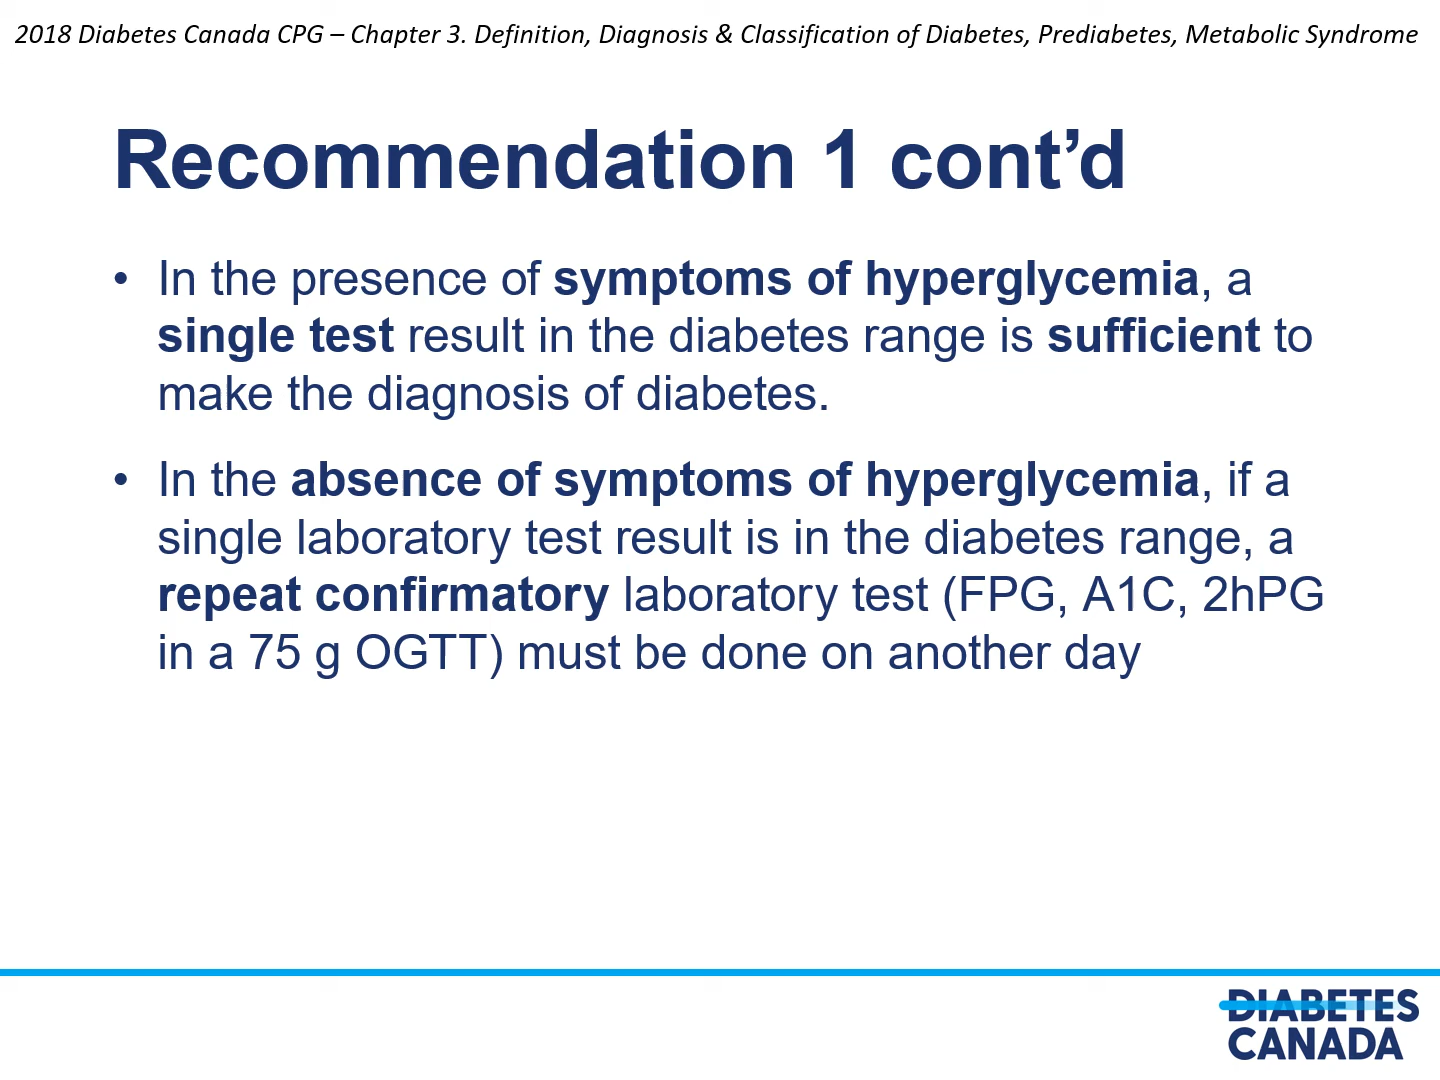 2018 Diabetes Canada CPG – Chapter 3. Definition, Diagnosis & Classification of Diabetes, Prediabetes, Metabolic Syndrome
Recommendation 1 cont’d
• In the presence of symptoms of hyperglycemia, a
single test result in the diabetes range is sufficient to
make the diagnosis of diabetes.
• In the absence of symptoms of hyperglycemia, if a
single laboratory test result is in the diabetes range, a
repeat confirmatory laboratory test (FPG, A1C, 2hPG
in a 75 g OGTT) must be done on another day
DIABETES
CANADA